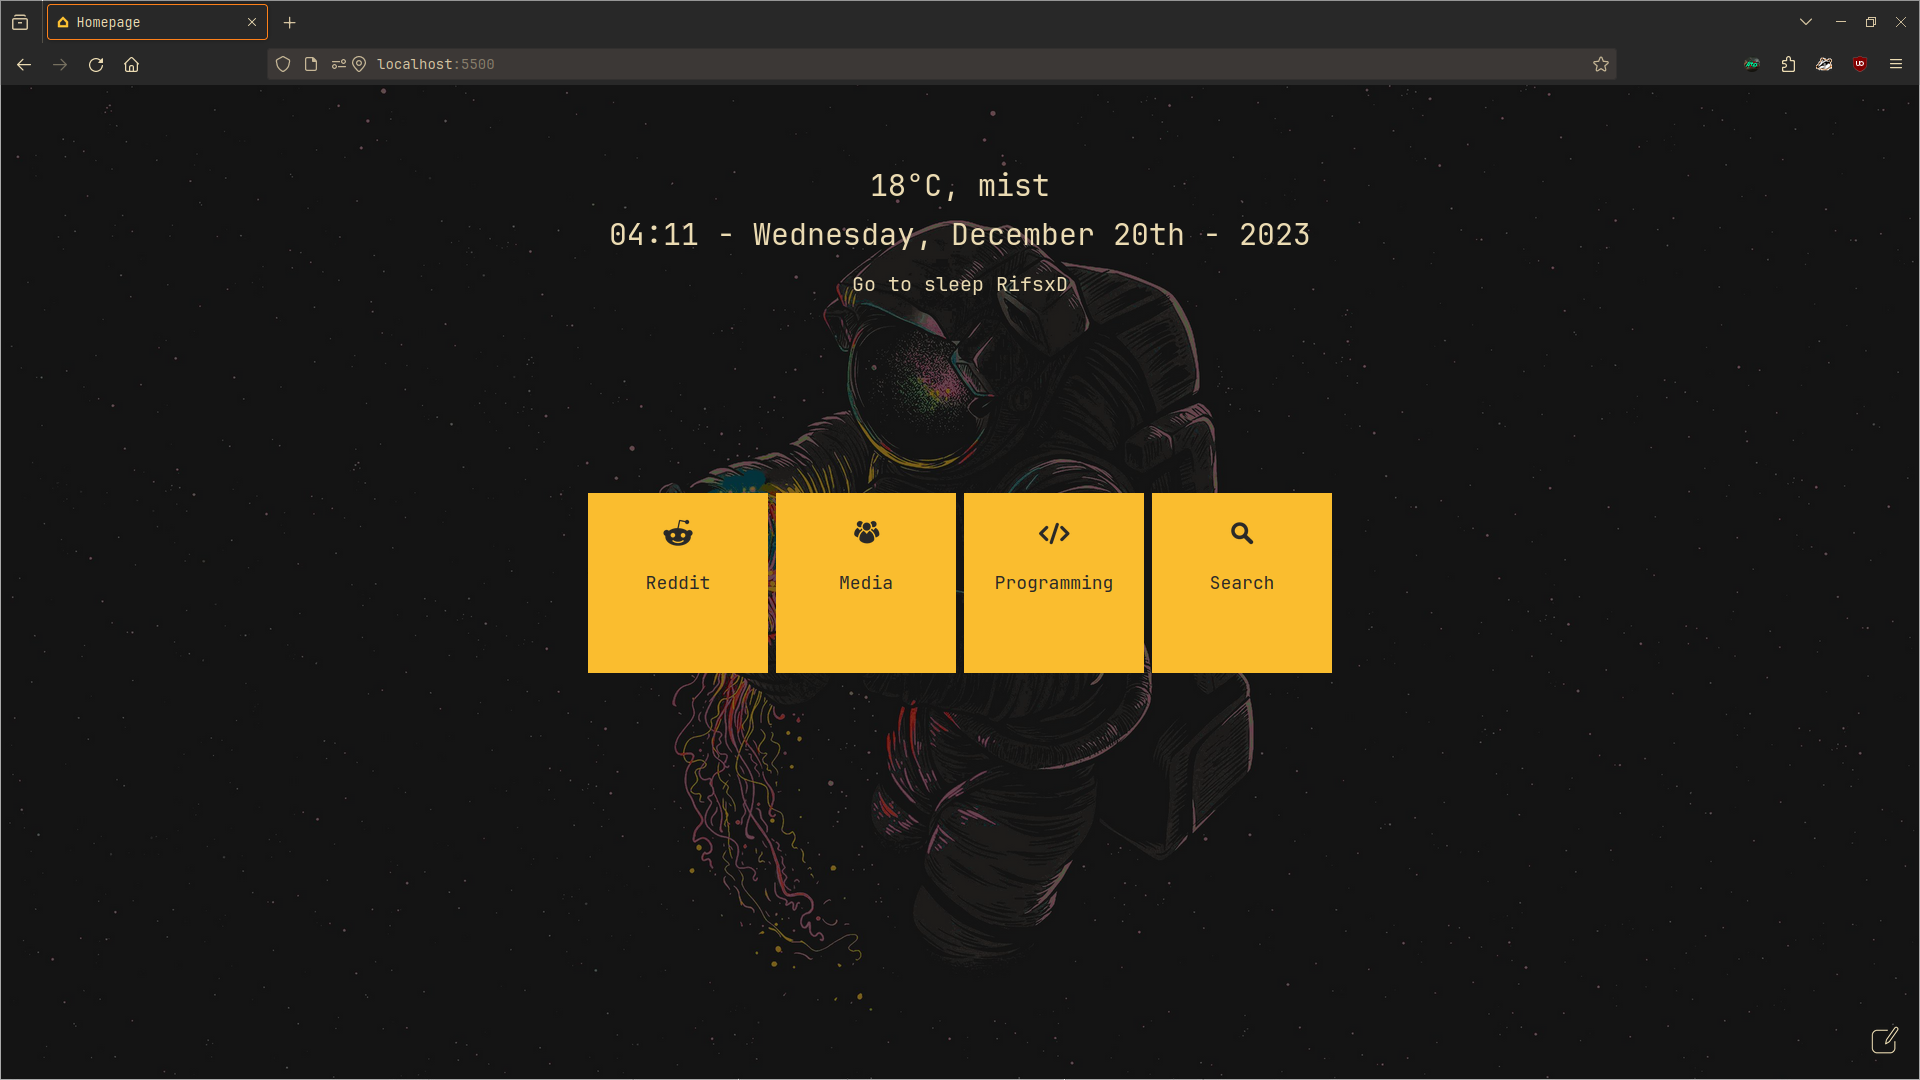 Homepage
localhost:5500
18°C, mist
04:11 - Wednesday, December 20th - 2023
Go to sleep RifsxD
Reddit
Media
Programming
Search